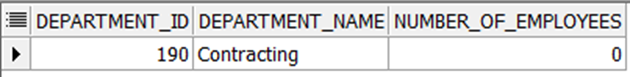 DEPARTMENT_ID DEPARTMENT_NAME NUMBER_OF_EMPLOYEES
190 Contracting 0